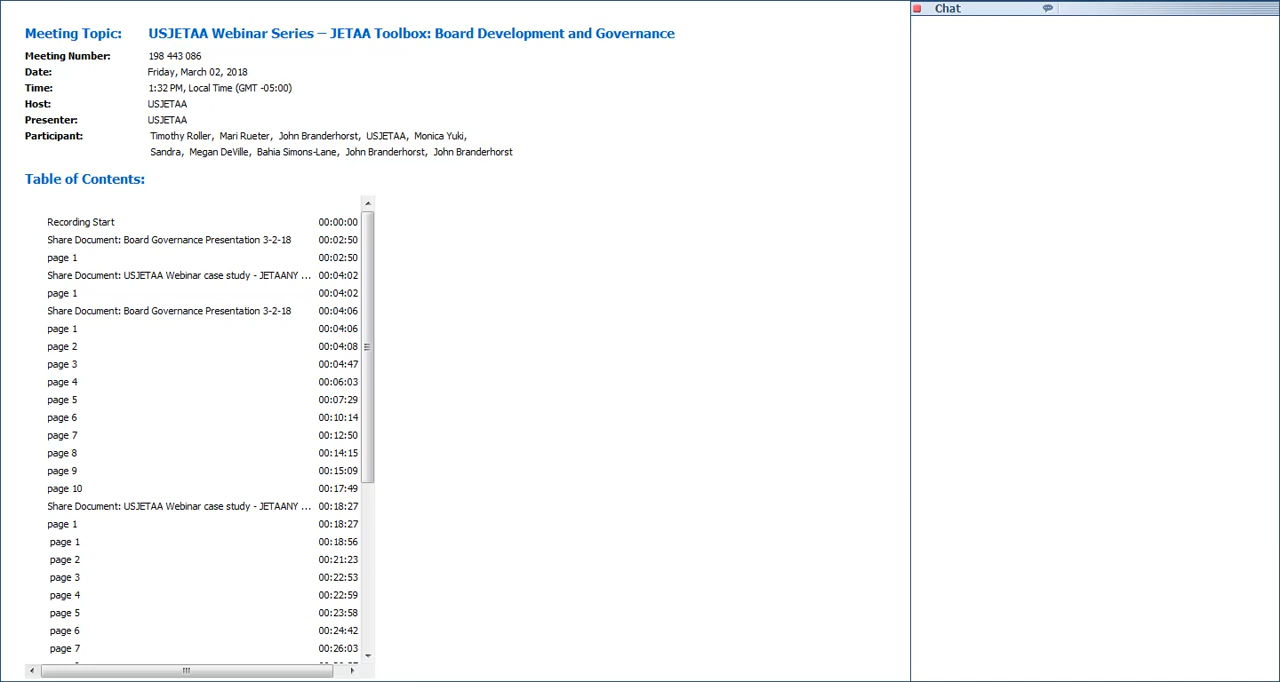 Chat
Meeting Topic: USJETAA Webinar Series – JETAA Toolbox: Board Development and Governance
Meeting Number: 198 443 086
Date: Friday, March 02, 2018
Time: 1:32 PM, Local Time (GMT -05:00)
Host: USJETAA
Presenter: USJETAA
Participant: Timothy Roller, Mari Rueter, John Branderhorst, USJETAA, Monica Yuki,
Sandra, Megan DeVille, Bahia Simons-Lane, John Branderhorst, John Branderhorst
Table of Contents:
Recording Start 00:00:00
Share Document: Board Governance Presentation 3-2-18 00:02:50
page 1 00:02:50
Share Document: USJETAA Webinar case study - JETAANY ... 00:04:02
page 1 00:04:02
Share Document: Board Governance Presentation 3-2-18 00:04:06
page 1 00:04:06
page 2 00:04:08
page 3 00:04:47
page 4 00:06:03
page 5 00:07:29
page 6 00:10:14
page 7 00:12:50
page 8 00:14:15
page 9 00:15:09
page 10 00:17:49
Share Document: USJETAA Webinar case study - JETAANY ... 00:18:27
page 1 00:18:27
page 1 00:18:56
page 2 00:21:23
page 3 00:22:53
page 4 00:22:59
page 5 00:23:58
page 6 00:24:42
page 7 00:26:03